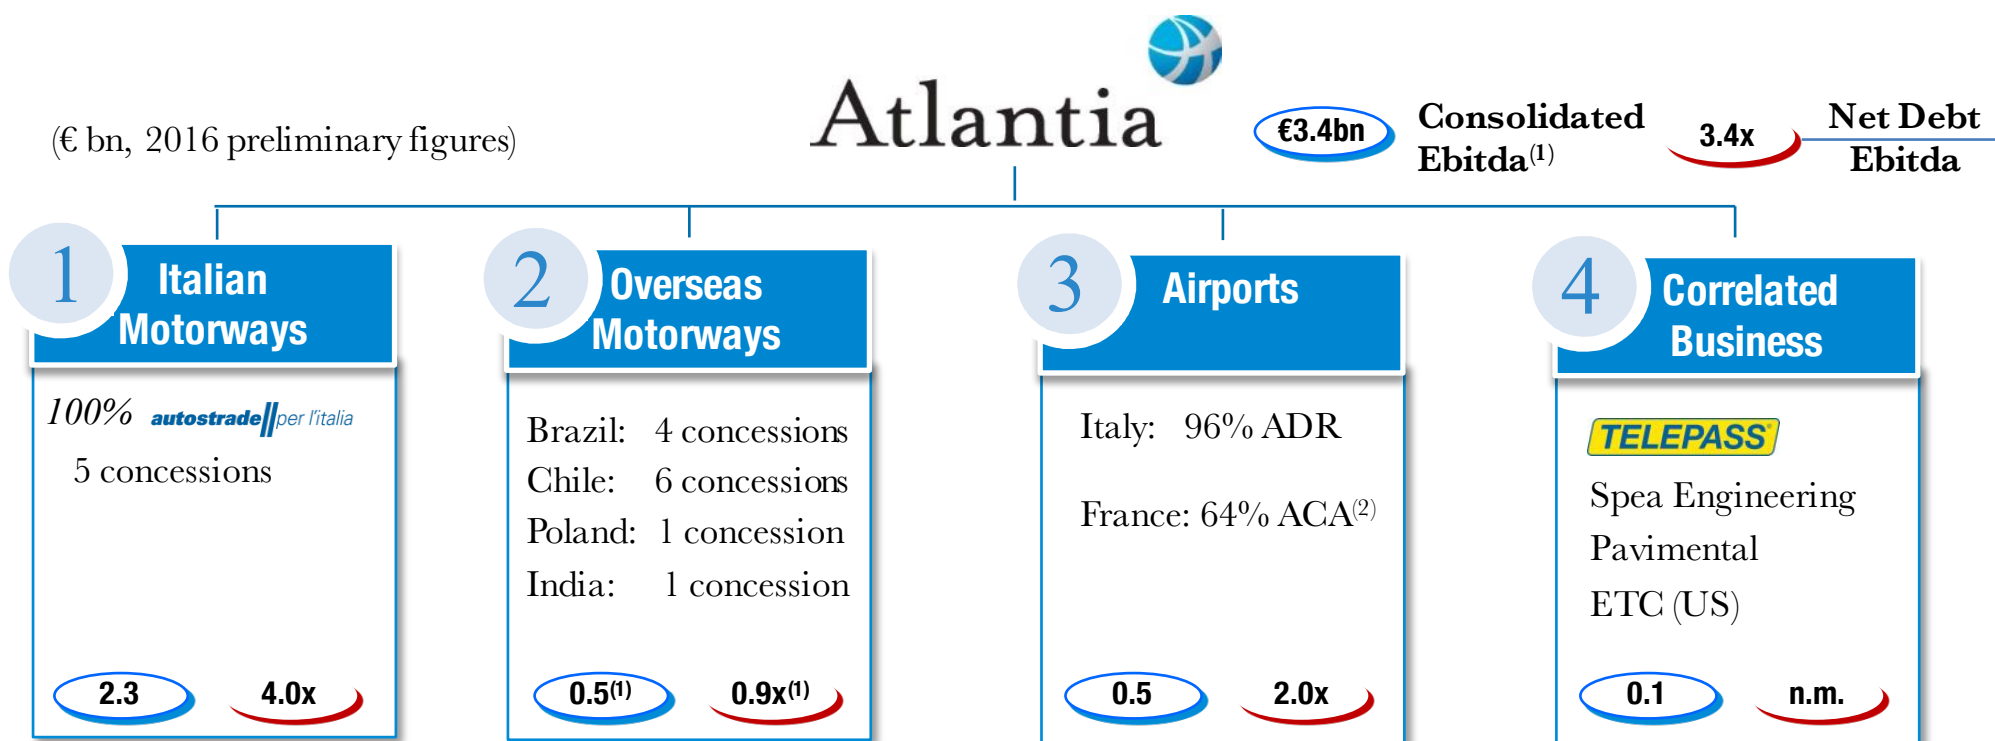 Atlantia
(€ bn, 2016 preliminary figures)
€3.4bn
Consolidated
Ebitda(1)
3.4x
Net Debt
Ebitda
1
Italian
Motorways
100% autostrade per l'italia
5 concessions
2.3 4.0x
2
Overseas
Motorways
Brazil: 4 concessions
Chile: 6 concessions
Poland: 1 concession
India: 1 concession
0.5(1) 0.9x(1)
3
Airports
Italy: 96% ADR
France: 64% ACA(2)
0.5 2.0x
4
Correlated
Business
TELEPASS
Spea Engineering
Pavimental
ETC (US)
0.1 n.m.